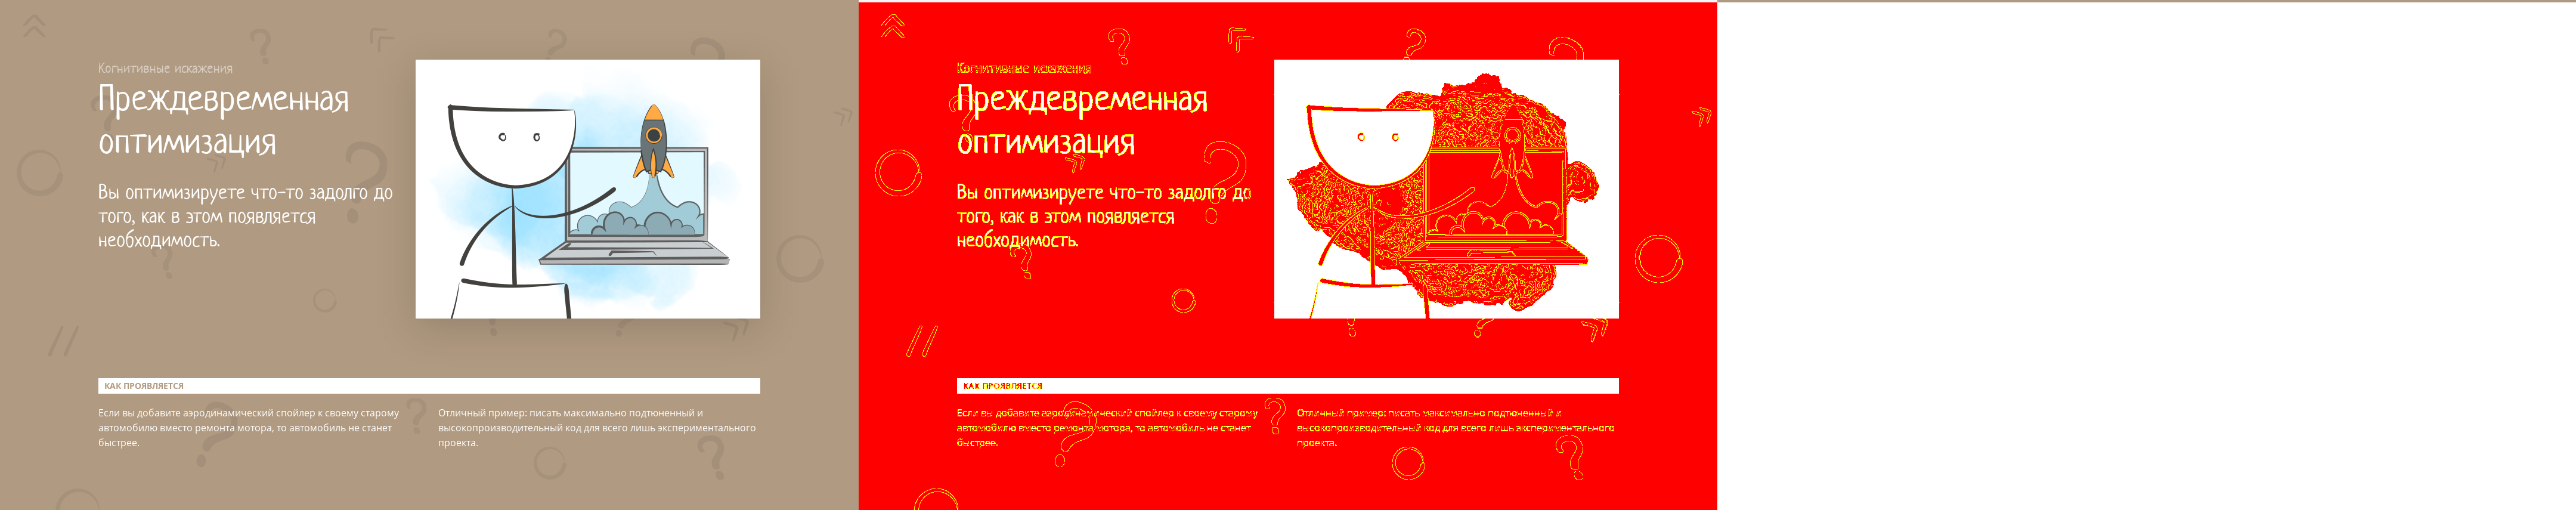 Когнитивные искажения
Преждевременная
оптимизация
Вы оптимизируете что-то задолго до
того, как в этом появляется
необходимость.
КАК ПРОЯВЛЯЕТСЯ
Если вы добавите аэродинамический спойлер к своему старому
автомобилю вместо ремонта мотора, то автомобиль не станет
быстрее.
Отличный пример: писать максимально подтюненный и
высокопроизводительный код для всего лишь экспериментального
проекта.
Когнитивные искажения
Преждевременная
оптимизация
Вы оптимизируете что-то задолго до
того, как в этом появляется
необходимость.
КАК ПРОЯВЛЯЕТСЯ
Если вы добавите аэродинамический спойлер к своему старому
автомобилю вместо ремонта мотора, то автомобиль не станет
быстрее.
Отличный пример: писать максимально подтюненный и
высокопроизводительный код для всего лишь экспериментального
проекта.